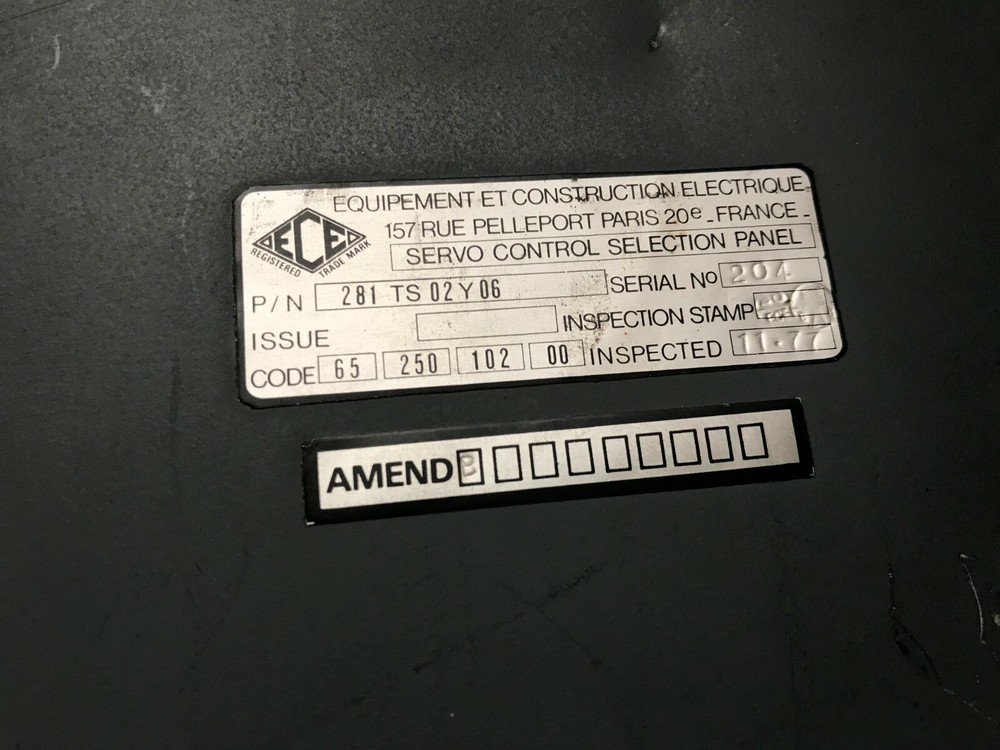 EQUIPEMENT ET CONSTRUCTION ELECTRIQUE
157 RUE PELLEPORT PARIS 20e - FRANCE -
ECE
REGISTERED TRADE MARK
SERVO CONTROL SELECTION PANEL
P/N 281 TS 02 Y 06 SERIAL No 204
ISSUE INSPECTION STAMP
CODE 65 250 102 00 INSPECTED 11·77
AMEND B